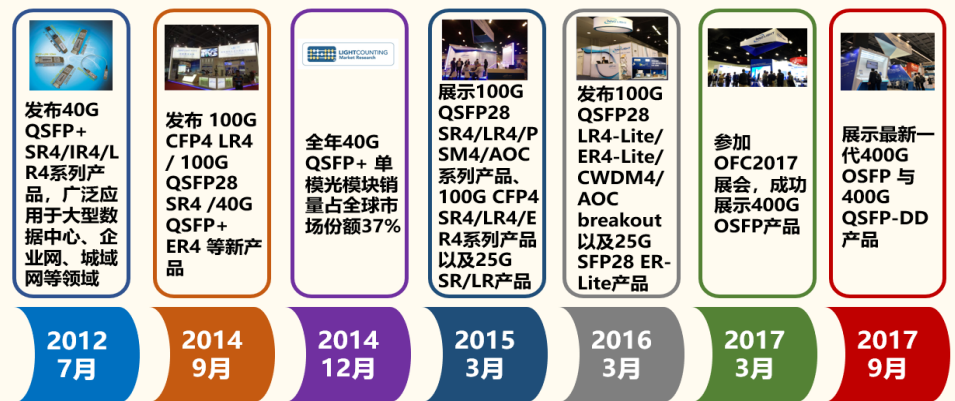 发布40G
QSFP+
SR4/IR4/L
R4系列产
品，广泛应
用于大型数
据中心、企
业网、城域
网等领域
2012
7月
发布 100G
CFP4 LR4
/ 100G
QSFP28
SR4 /40G
QSFP+
ER4 等新产
品
2014
9月
LIGHTCOUNTING
Market Research
全年40G
QSFP+ 单
模光模块销
量占全球市
场份额37%
2014
12月
展示100G
QSFP28
SR4/LR4/P
SM4/AOC
系列产品、
100G CFP4
SR4/LR4/E
R4系列产品
以及25G
SR/LR产品
2015
3月
发布100G
QSFP28
LR4-Lite/
ER4-Lite/
CWDM4/
AOC
breakout
以及25G
SFP28 ER-
Lite产品
2016
3月
参加
OFC2017
展会，成功
展示400G
OSFP产品
2017
3月
展示最新一
代400G
OSFP 与
400G
QSFP-DD
产品
2017
9月